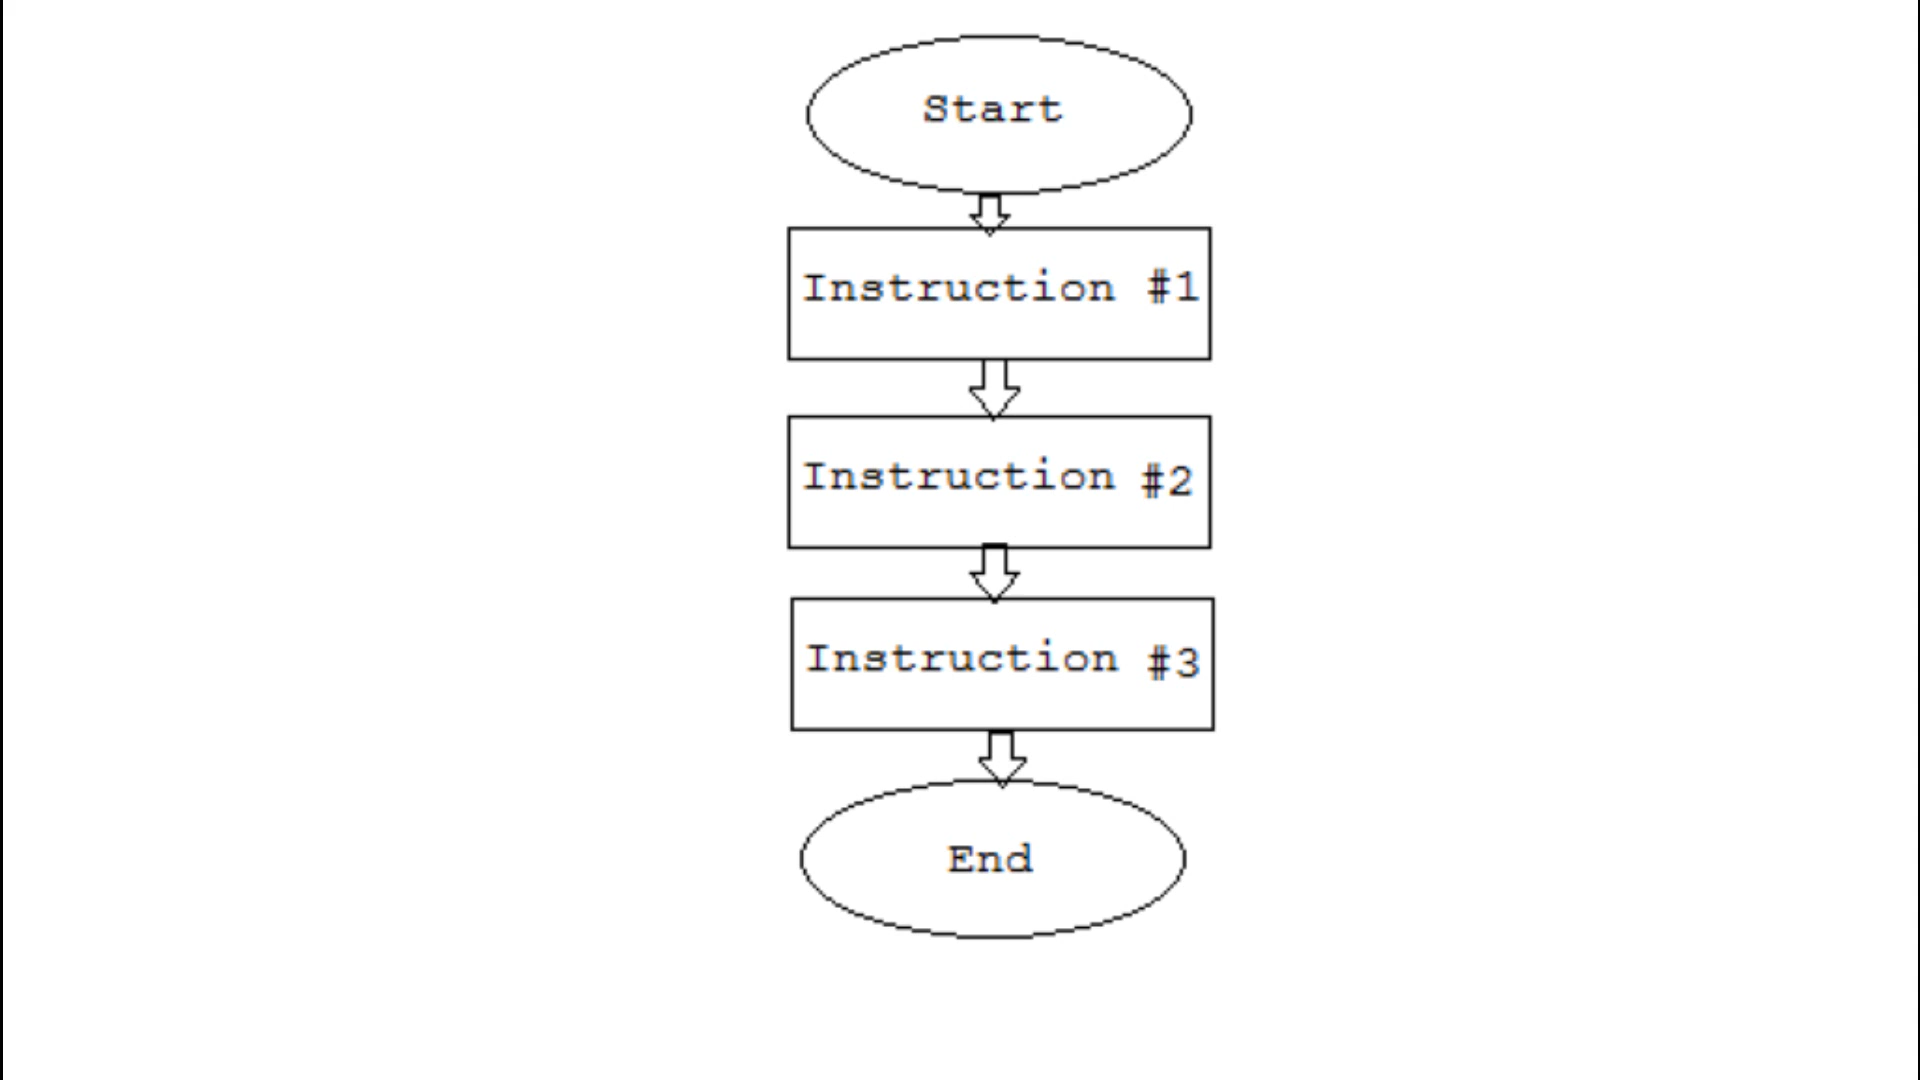 Start
Instruction #1
Instruction #2
Instruction #3
End